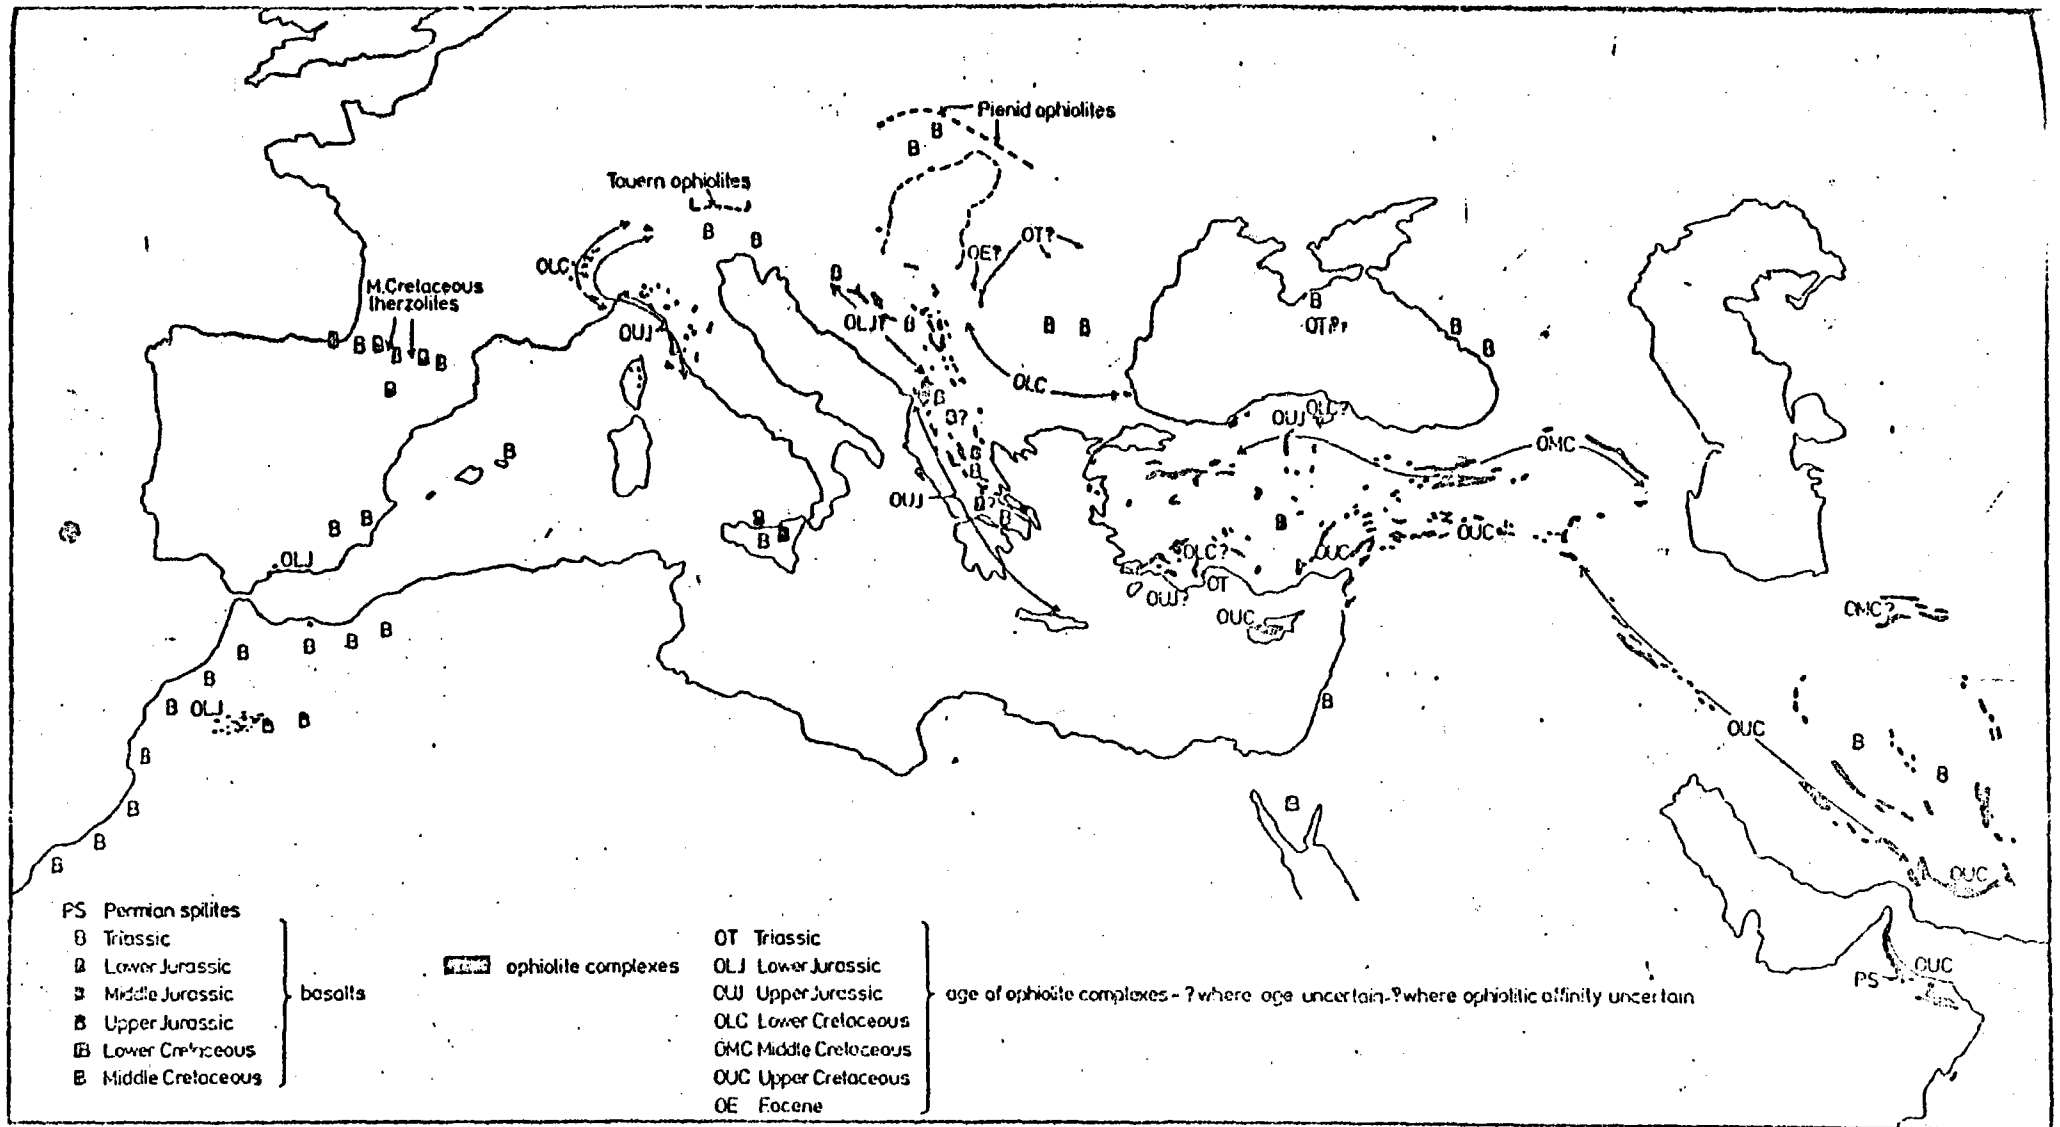 Pienid ophiolites
B
B
Tauern ophiolites
B
B
OT?
OE?
OLC
B
M.Cretaceous
lherzolites
B
OT??
OUJ
OLJ?
B
B
B
B
B
B
B
B
B
B
B
OLC
B
B
B?
OUJ
OLC?
OMC
B
B
B
OUJ
B?
B
B
B
B
B
B
B
OUC
OLJ
OLC?
OUC
OT
OUJ?
OUC
OMC?
B
B
B
B
B
B
OLJ
B
B
B
B
OUC
B
B
B
B
B
B
B
OUC
PS Permian spilites
B Triassic
B Lower Jurassic
B Middle Jurassic
B Upper Jurassic
B Lower Cretaceous
B Middle Cretaceous
basalts
ophiolite complexes
OT Triassic
OLJ Lower Jurassic
OUJ Upper Jurassic
OLC Lower Cretaceous
OMC Middle Cretaceous
OUC Upper Cretaceous
OE Eocene
age of ophiolite complexes - ? where age uncertain - ? where ophiolitic affinity uncertain
OUC
PS